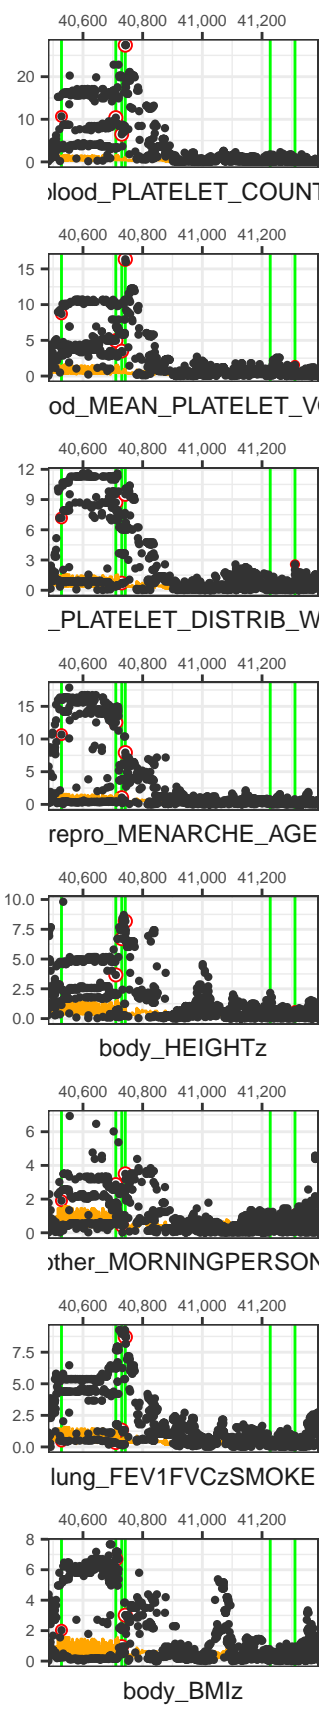 40,600 40,800 41,000 41,200
20
10
0
blood_PLATELET_COUNT
40,600 40,800 41,000 41,200
15
10
5
0
od_MEAN_PLATELET_V
40,600 40,800 41,000 41,200
12
9
6
3
0
_PLATELET_DISTRIB_W
40,600 40,800 41,000 41,200
15
10
5
0
repro_MENARCHE_AGE
40,600 40,800 41,000 41,200
10.0
7.5
5.0
2.5
0.0
body_HEIGHTz
40,600 40,800 41,000 41,200
6
4
2
0
other_MORNINGPERSON
40,600 40,800 41,000 41,200
7.5
5.0
2.5
0.0
lung_FEV1FVCzSMOKE
40,600 40,800 41,000 41,200
8
6
4
2
0
body_BMIz